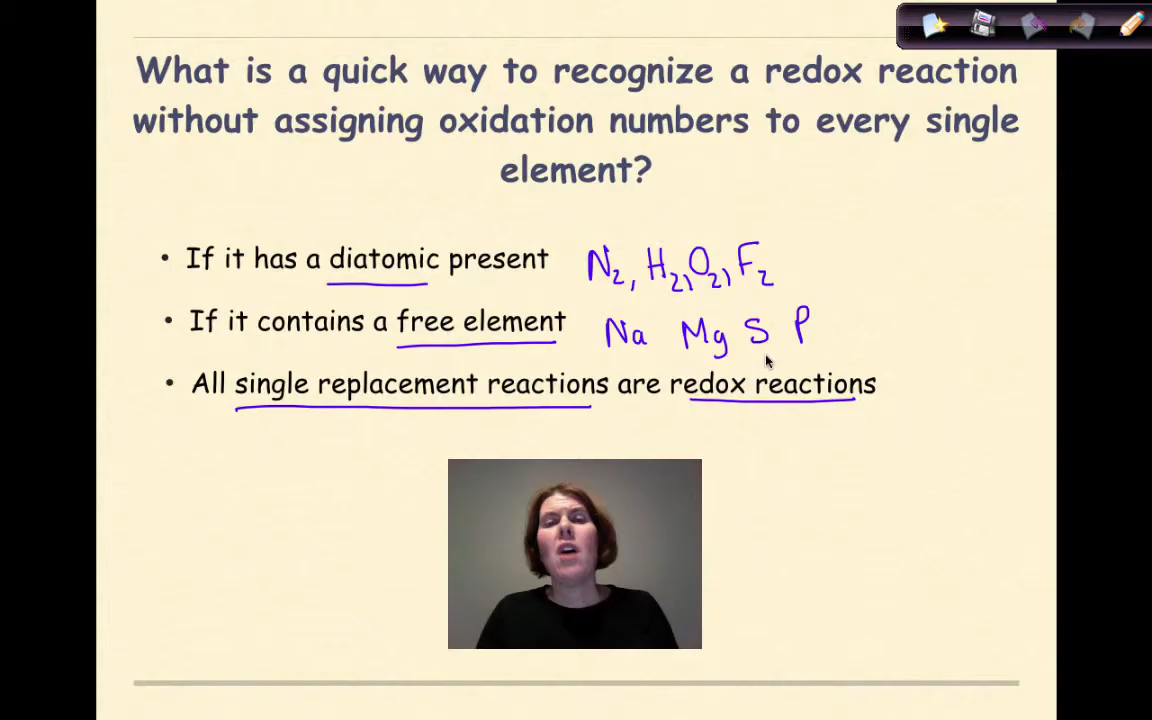 What is a quick way to recognize a redox reaction
without assigning oxidation numbers to every single
element?
• If it has a diatomic present N₂, H₂, O₂, F₂
• If it contains a free element Na Mg S P
• All single replacement reactions are redox reactions